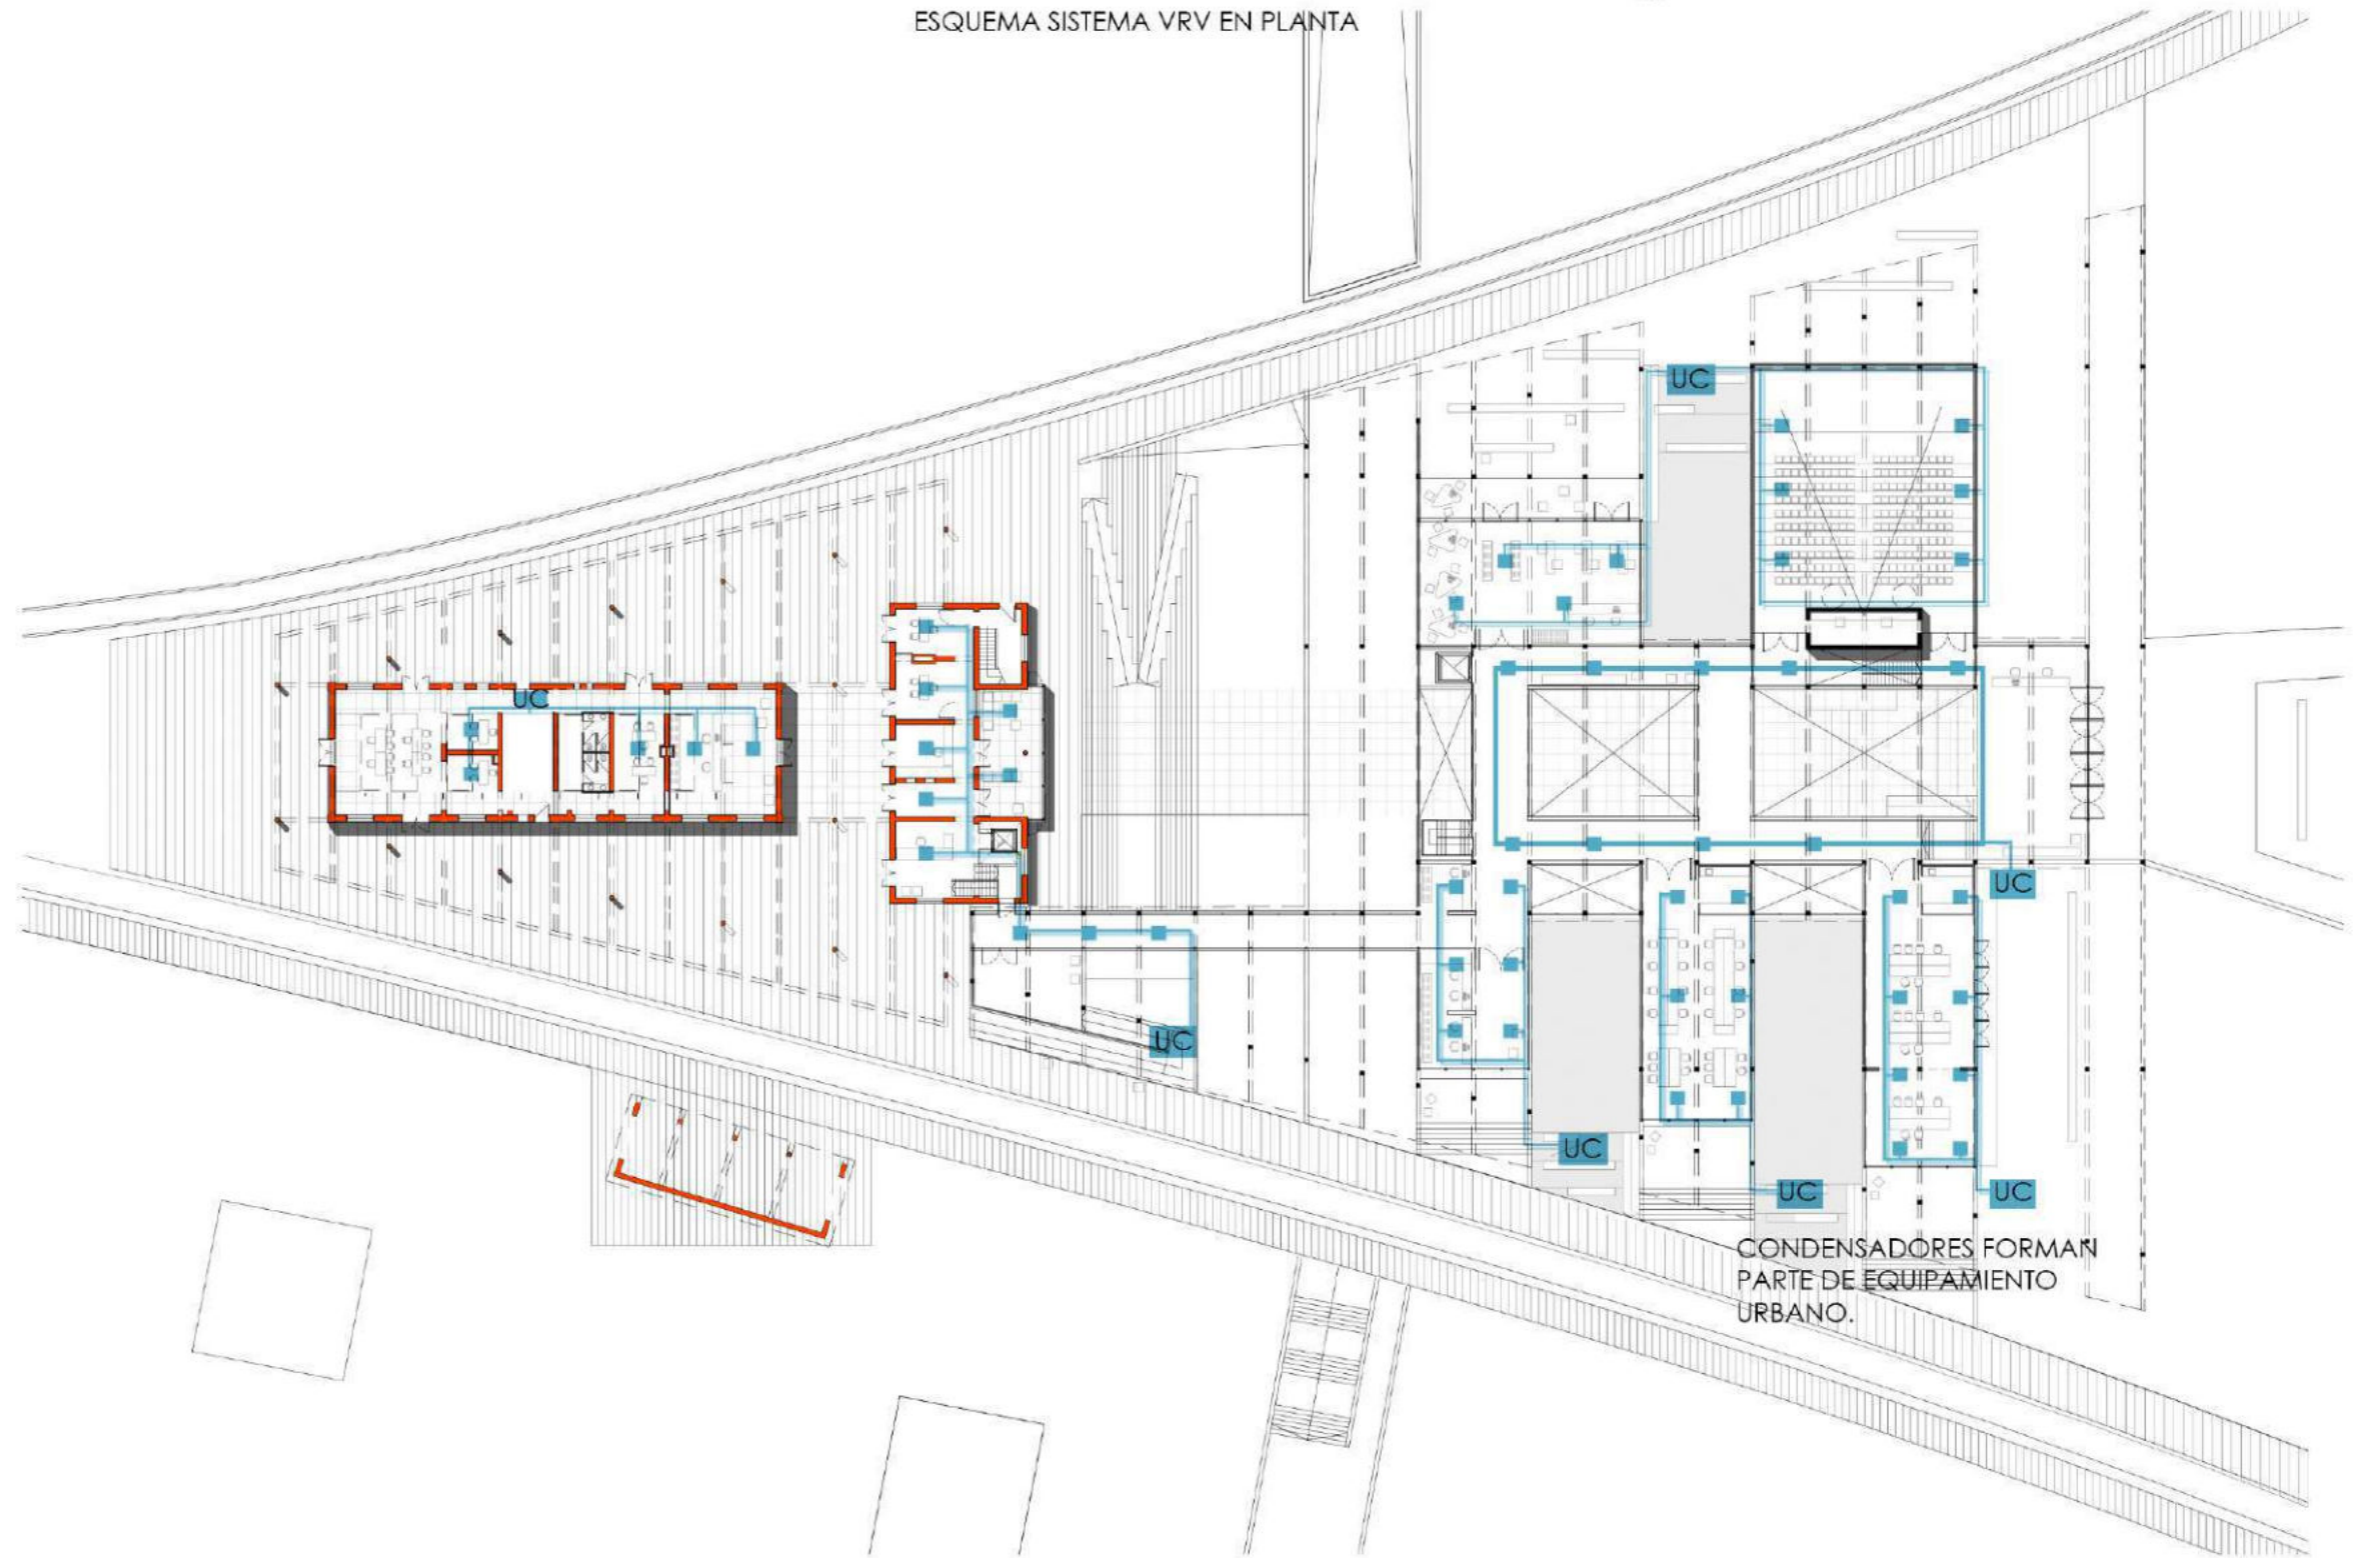 ESQUEMA SISTEMA VRV EN PLANTA
UC
UC
UC
UC
UC
UC
UC
CONDENSADORES FORMAN
PARTE DE EQUIPAMIENTO
URBANO.